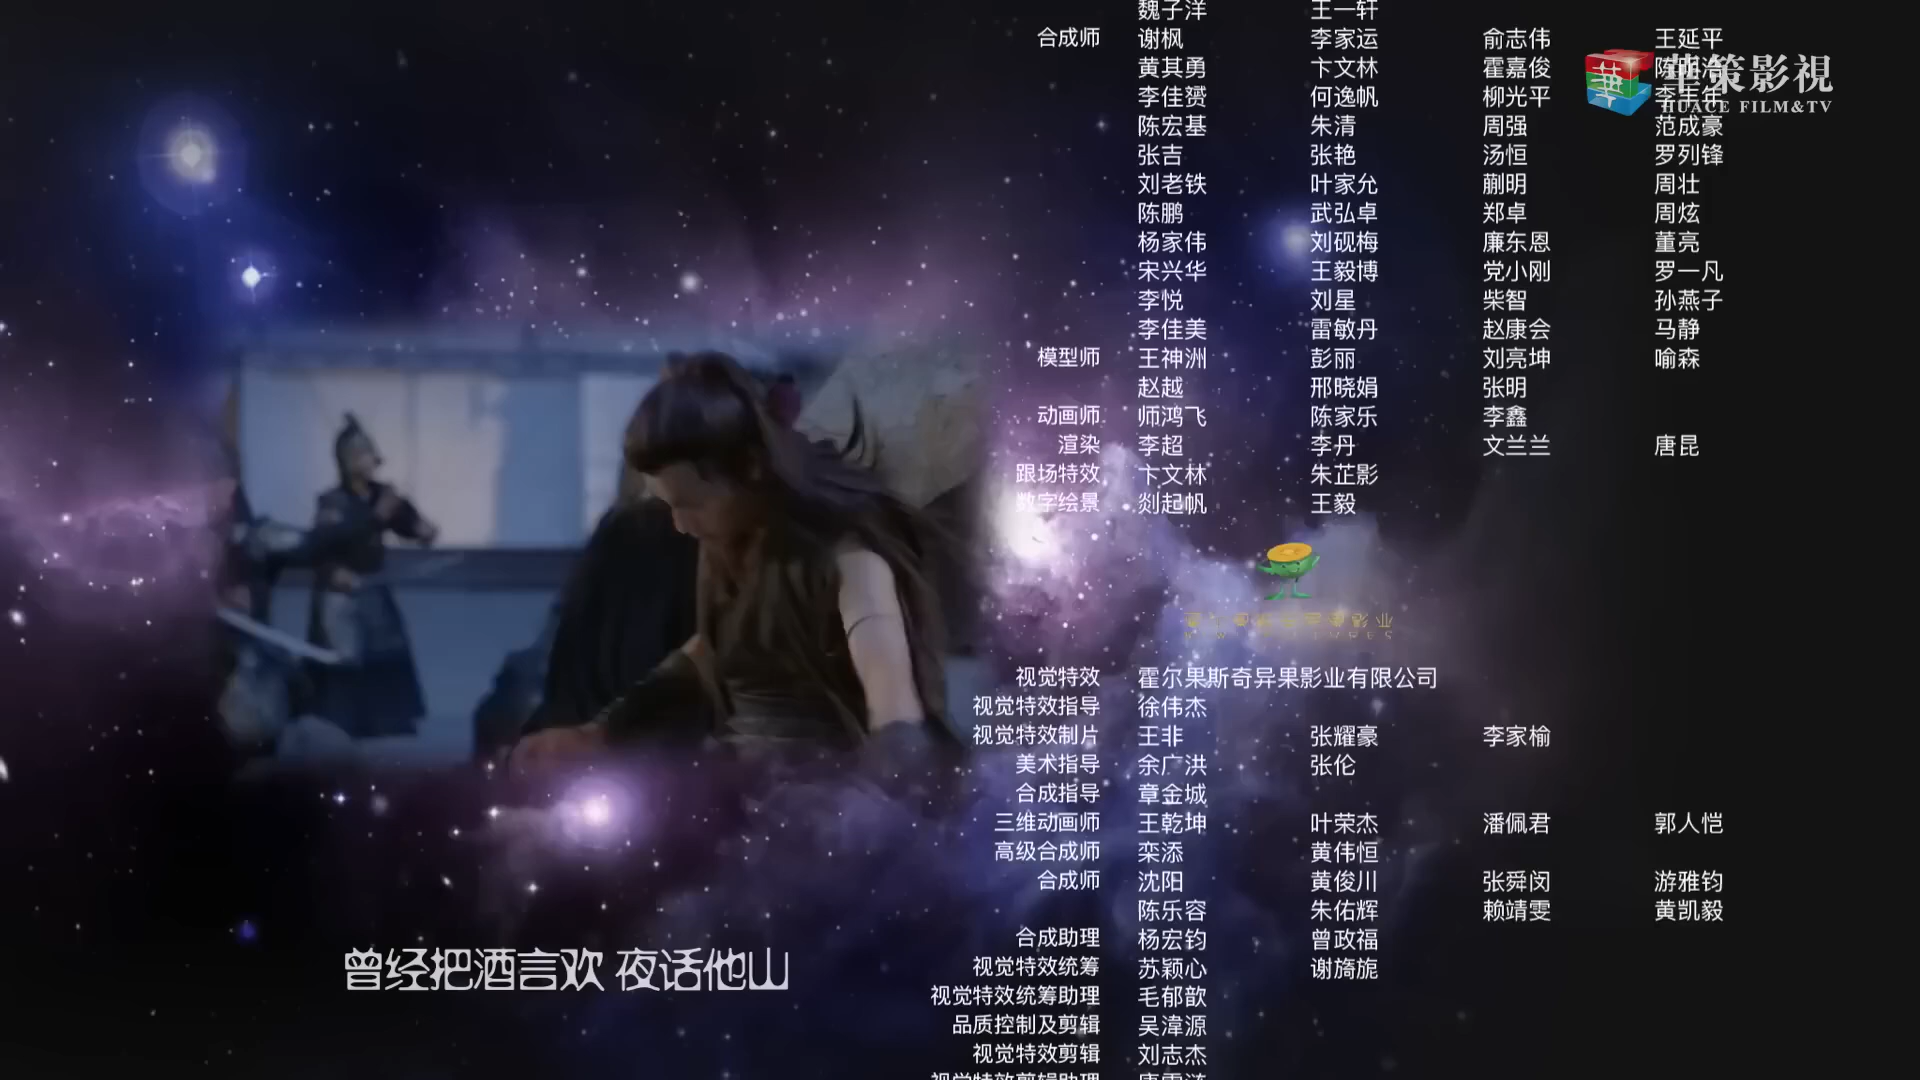 魏子洋 王一轩
合成师 谢枫 李家运 俞志伟 王延平
黄其勇 卞文林 霍嘉俊
李佳赟 何逸帆 柳光平
華策影視
HUACE FILM&TV
陈宏基 朱清 周强 范成豪
张吉 张艳 汤恒 罗列锋
刘老铁 叶家允 蒯明 周壮
陈鹏 武弘卓 郑卓 周炫
杨家伟 刘砚梅 廉东恩 董亮
宋兴华 王毅博 党小刚 罗一凡
李悦 刘星 柴智 孙燕子
李佳美 雷敏丹 赵康会 马静
模型师 王神洲 彭丽 刘亮坤 喻森
赵越 邢晓娟 张明
动画师 师鸿飞 陈家乐 李鑫
渲染 李超 李丹 文兰兰 唐昆
跟场特效 卞文林 朱芷影
数字绘景 剡起帆 王毅
视觉特效 霍尔果斯奇异果影业有限公司
视觉特效指导 徐伟杰
视觉特效制片 王非 张耀豪 李家榆
美术指导 余广洪 张伦
合成指导 章金城
三维动画师 王乾坤 叶荣杰 潘佩君 郭人恺
高级合成师 栾添 黄伟恒
合成师 沈阳 黄俊川 张舜闵 游雅钧
陈乐容 朱佑辉 赖靖雯 黄凯毅
合成助理 杨宏钧 曾政福
视觉特效统筹 苏颖心 谢旖旎
视觉特效统筹助理 毛郁歆
品质控制及剪辑 吴湋源
视觉特效剪辑 刘志杰
视觉特效剪辑助理
曾经把酒言欢 夜话他山